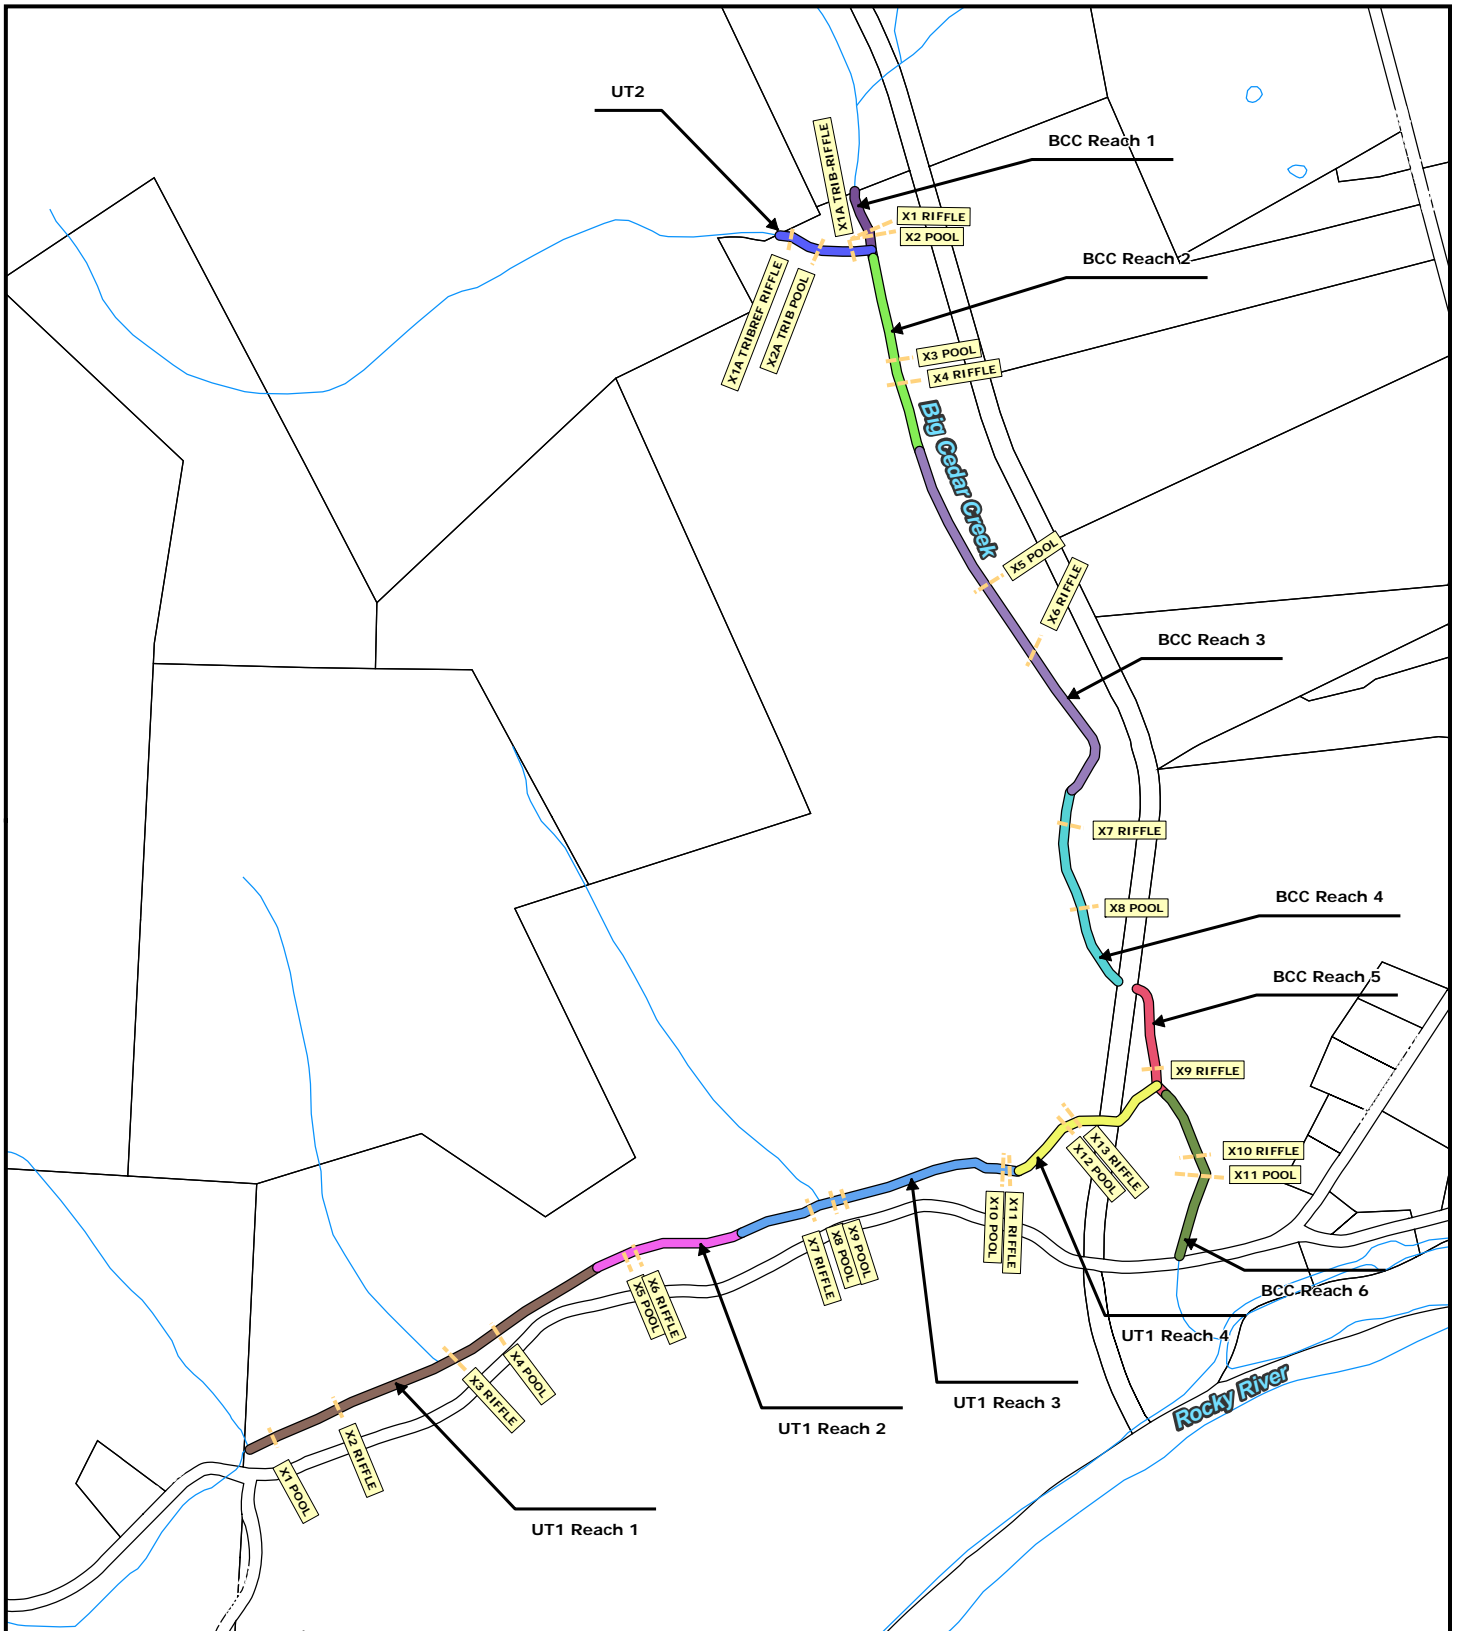 UT2
BCC Reach 1
X1A TRIB-RIFFLE
X1 RIFFLE
X2 POOL
BCC Reach 2
X1A TRIBREF RIFFLE
X2A TRIB POOL
X3 POOL
X4 RIFFLE
Big Cedar Creek
X5 POOL
X6 RIFFLE
BCC Reach 3
X7 RIFFLE
BCC Reach 4
X8 POOL
BCC Reach 5
X9 RIFFLE
X13 RIFFLE
X12 POOL
X10 RIFFLE
X11 POOL
X10 POOL
X11 RIFFLE
X7 RIFFLE
X8 POOL
X9 POOL
X5 POOL
X6 RIFFLE
BCC Reach 6
UT1 Reach 4
X4 POOL
X3 RIFFLE
Rocky River
UT1 Reach 3
UT1 Reach 2
X2 RIFFLE
X1 POOL
UT1 Reach 1